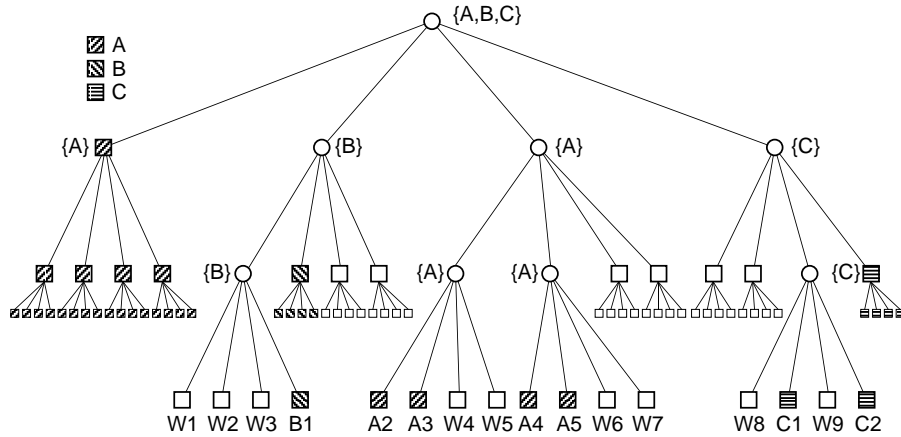 {A,B,C}
A
B
C
{A} {B} {A} {C}
{B} {A} {A} {C}
W1 W2 W3 B1 A2 A3 W4 W5 A4 A5 W6 W7 W8 C1 W9 C2